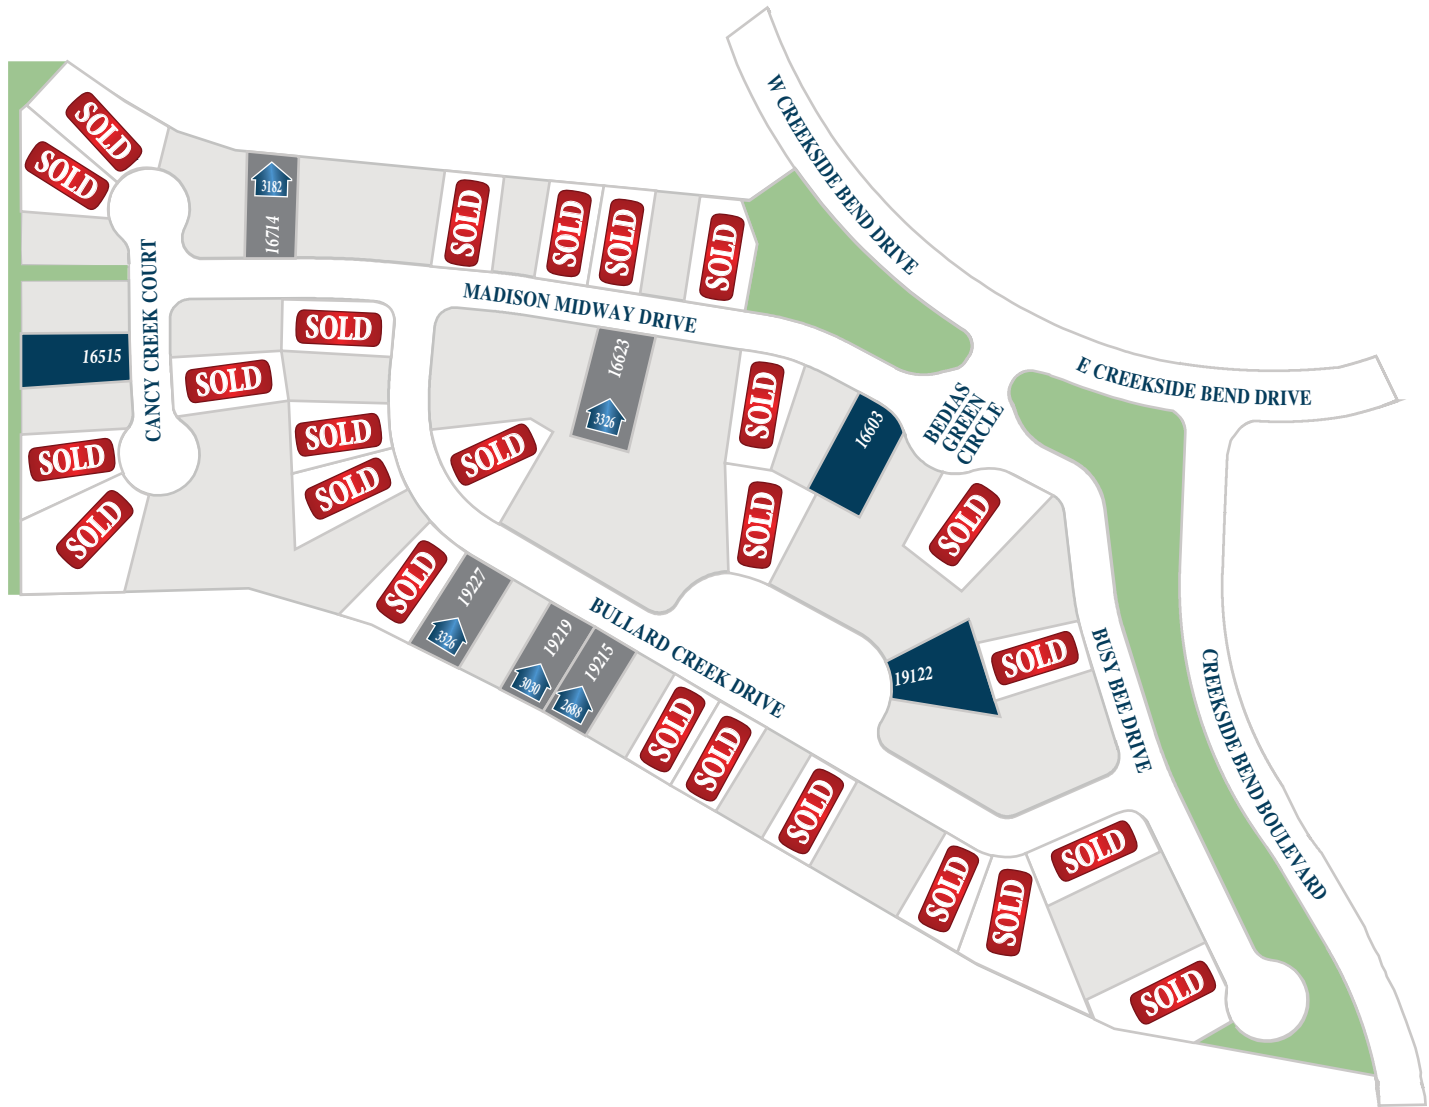 W CREEKSIDE BEND DRIVE
SOLD
SOLD
3182
16714
SOLD
SOLD
SOLD
SOLD
CANCY CREEK COURT
MADISON MIDWAY DRIVE
SOLD
16515
SOLD
16623
3326
SOLD
E CREEKSIDE BEND DRIVE
BEDIAS
GREEN
CIRCLE
16603
SOLD
SOLD
SOLD
SOLD
SOLD
SOLD
SOLD
SOLD
19227
3326
19219
3030
19215
2688
BULLARD CREEK DRIVE
19122
SOLD
BUSY BEE DRIVE
CREEKSIDE BEND BOULEVARD
SOLD
SOLD
SOLD
SOLD
SOLD
SOLD
SOLD